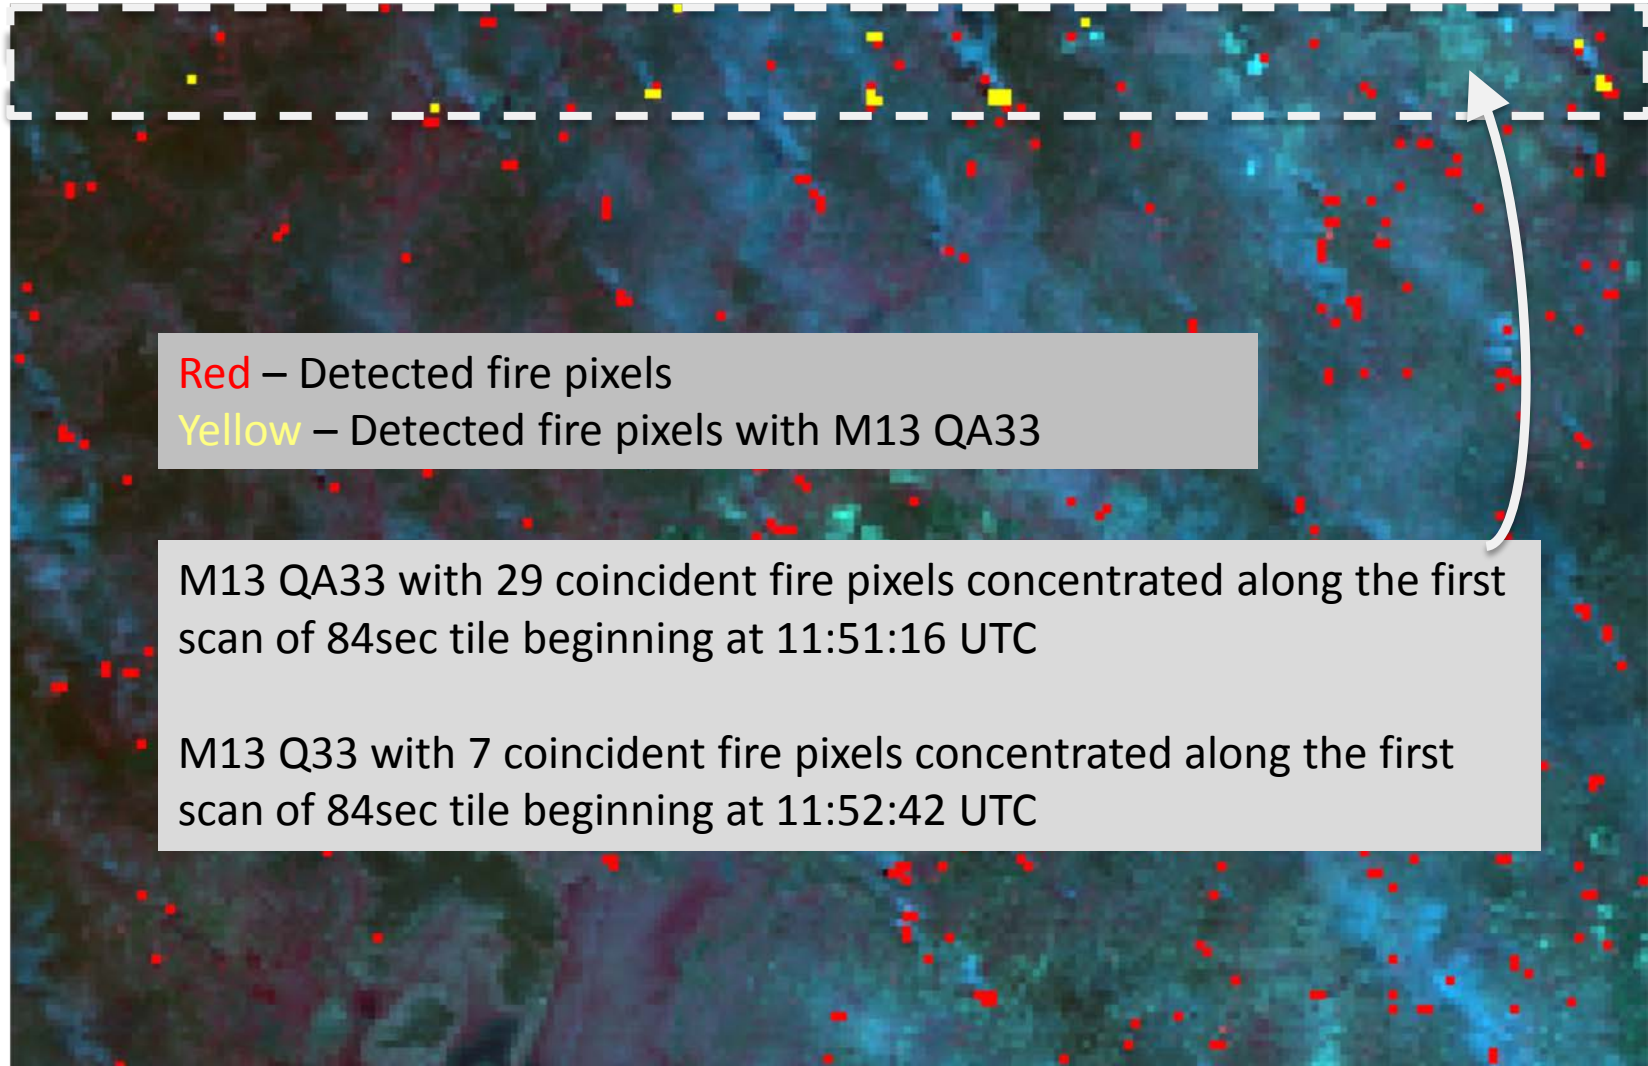 Red – Detected fire pixels
Yellow – Detected fire pixels with M13 QA33
M13 QA33 with 29 coincident fire pixels concentrated along the first
scan of 84sec tile beginning at 11:51:16 UTC
M13 Q33 with 7 coincident fire pixels concentrated along the first
scan of 84sec tile beginning at 11:52:42 UTC